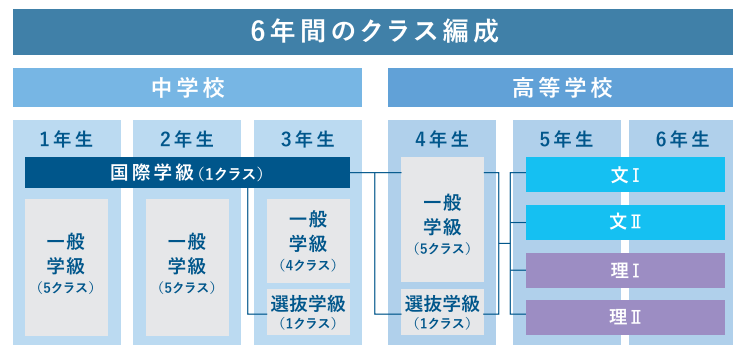 6年間のクラス編成
中学校
高等学校
1年生
2年生
3年生
4年生
5年生
6年生
国際学級(1クラス)
一般
学級
(5クラス)
一般
学級
(5クラス)
一般
学級
(4クラス)
選抜学級
(1クラス)
一般
学級
(5クラス)
選抜学級
(1クラス)
文Ⅰ
文Ⅱ
理Ⅰ
理Ⅱ